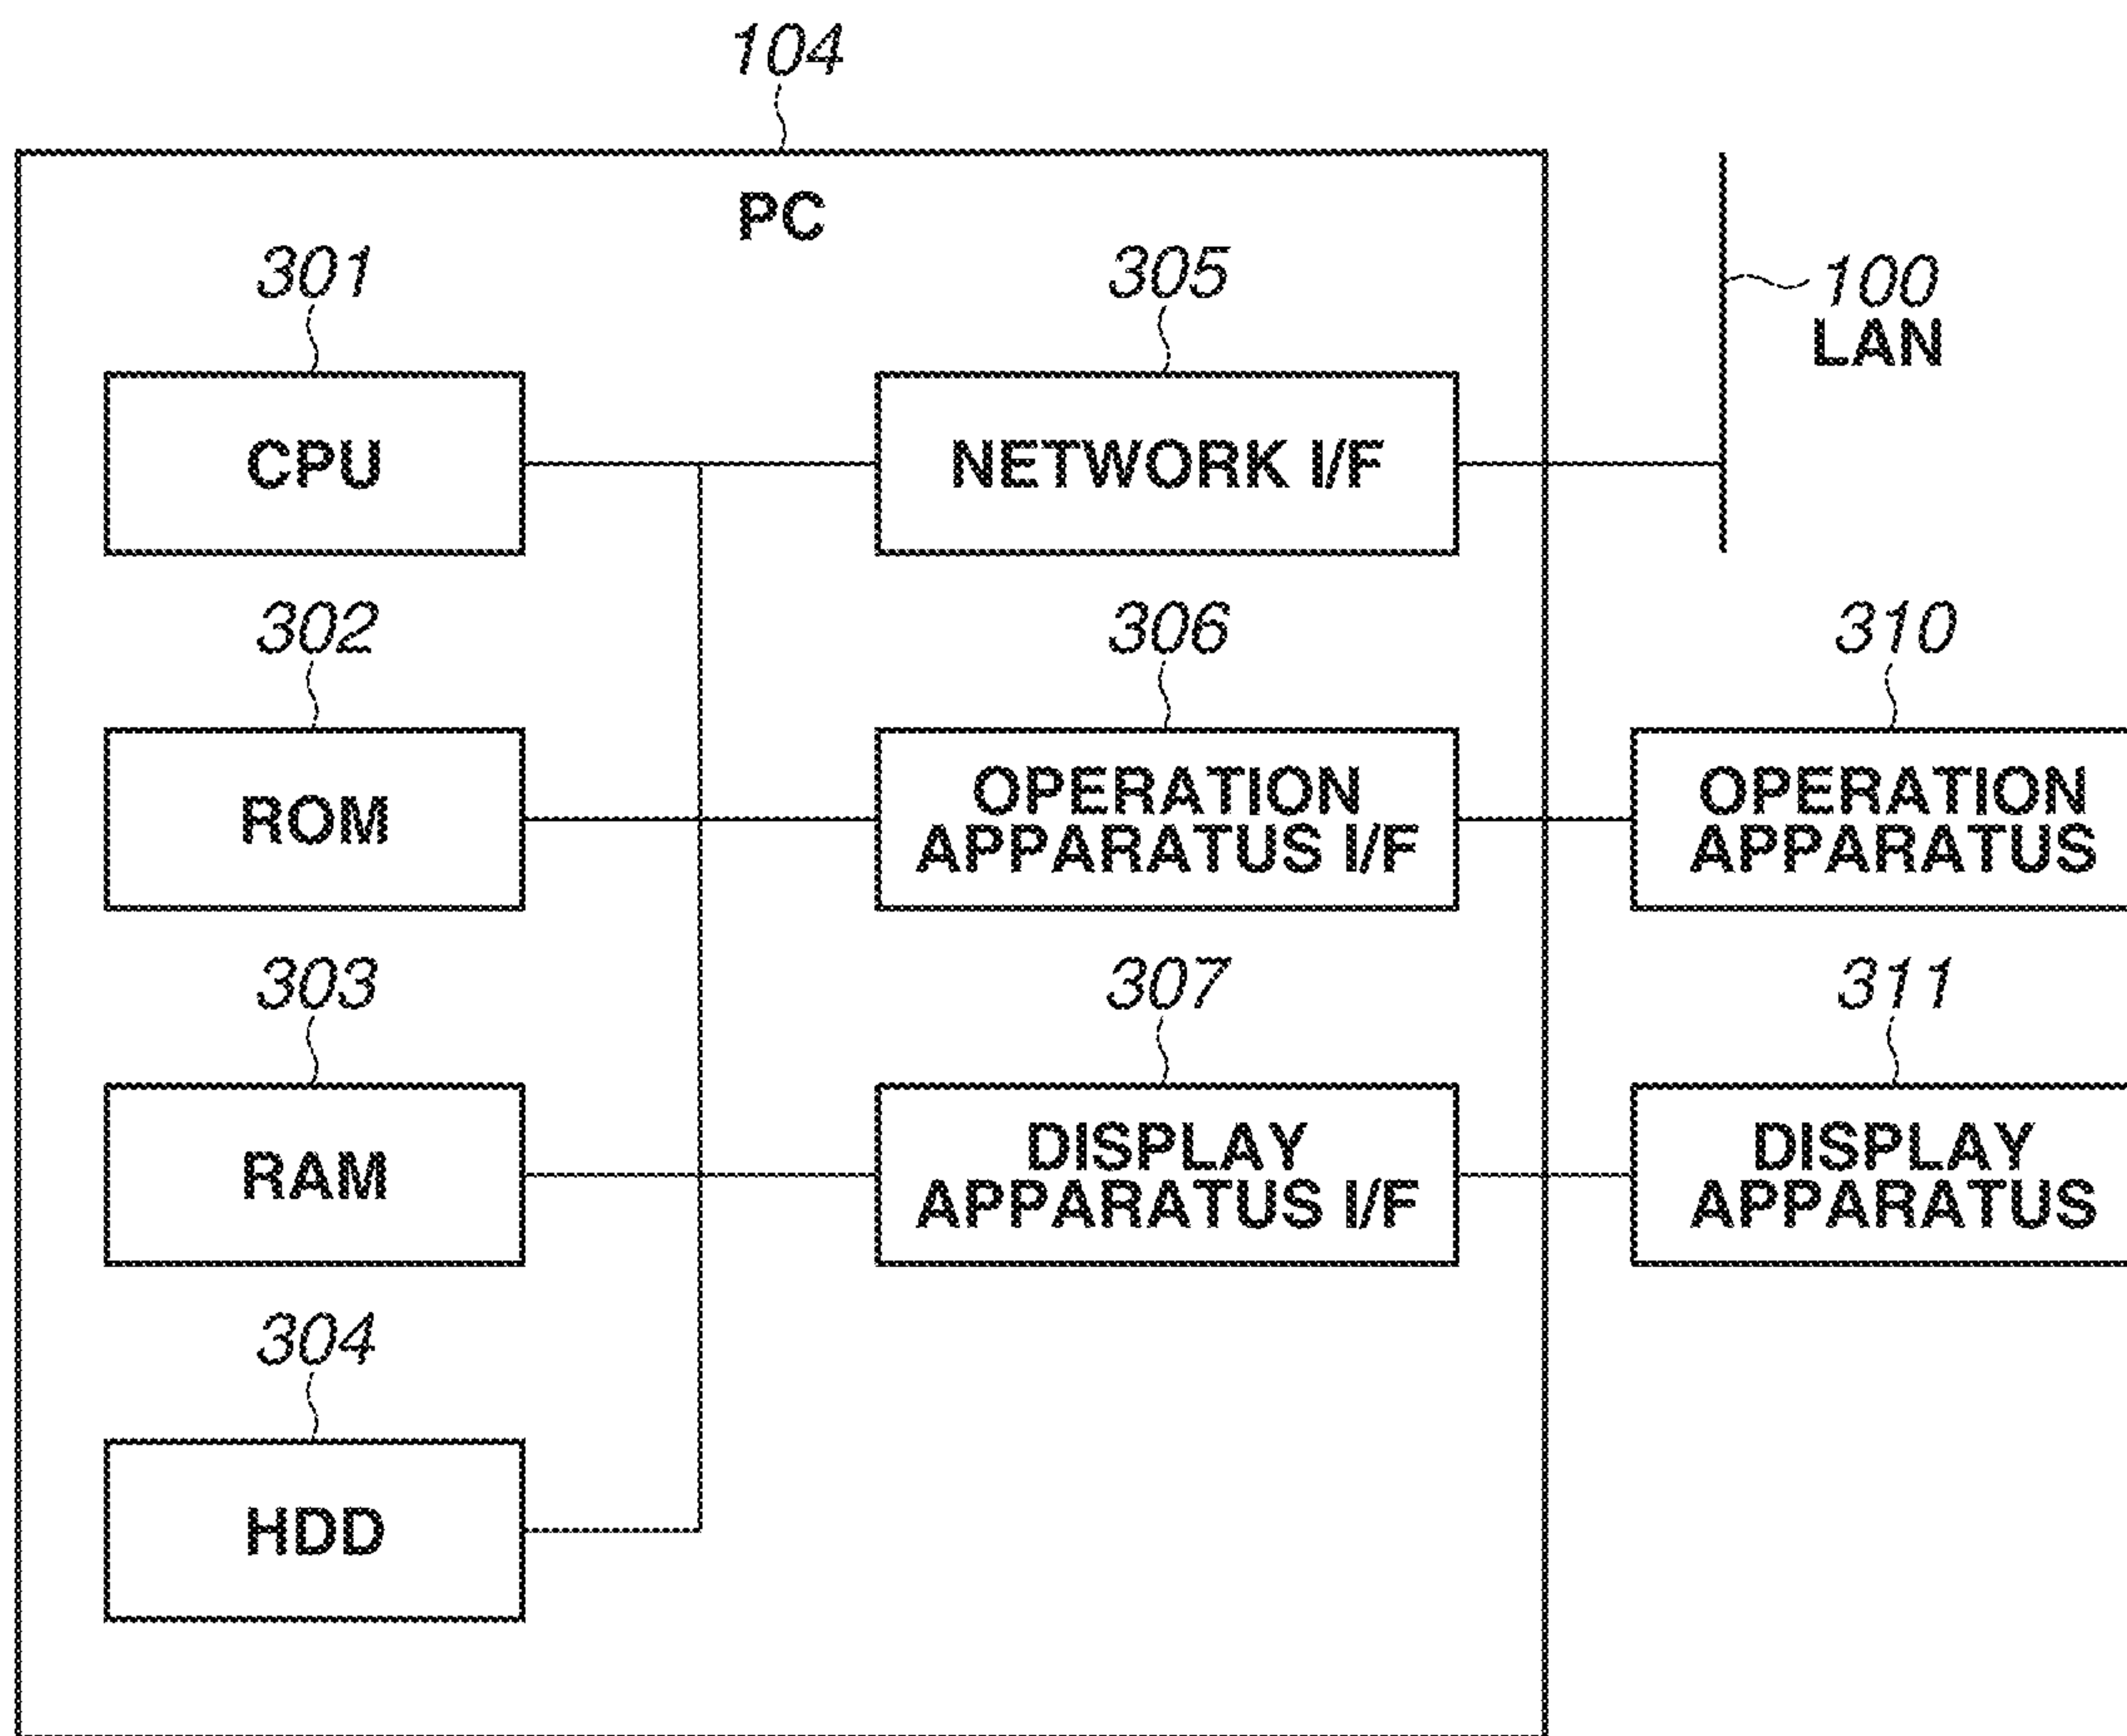 104
PC
301
305
100
LAN
CPU
NETWORK I/F
302
306
310
ROM
OPERATION
APPARATUS I/F
OPERATION
APPARATUS
303
307
311
RAM
DISPLAY
APPARATUS I/F
DISPLAY
APPARATUS
304
HDD